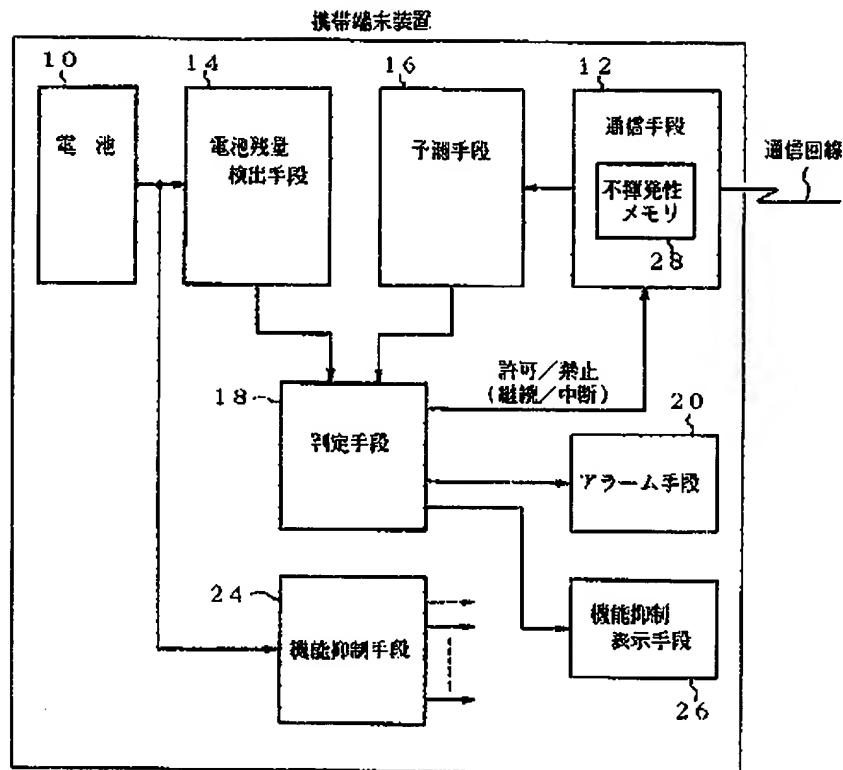 携帯端末装置
10
14
16
12
電 池
電池残量
検出手段
予測手段
通信手段
不揮発性
メモリ
28
通信回線
許可/禁止
(継続/中断)
18
判定手段
20
アラーム手段
24
機能抑制手段
機能抑制
表示手段
26